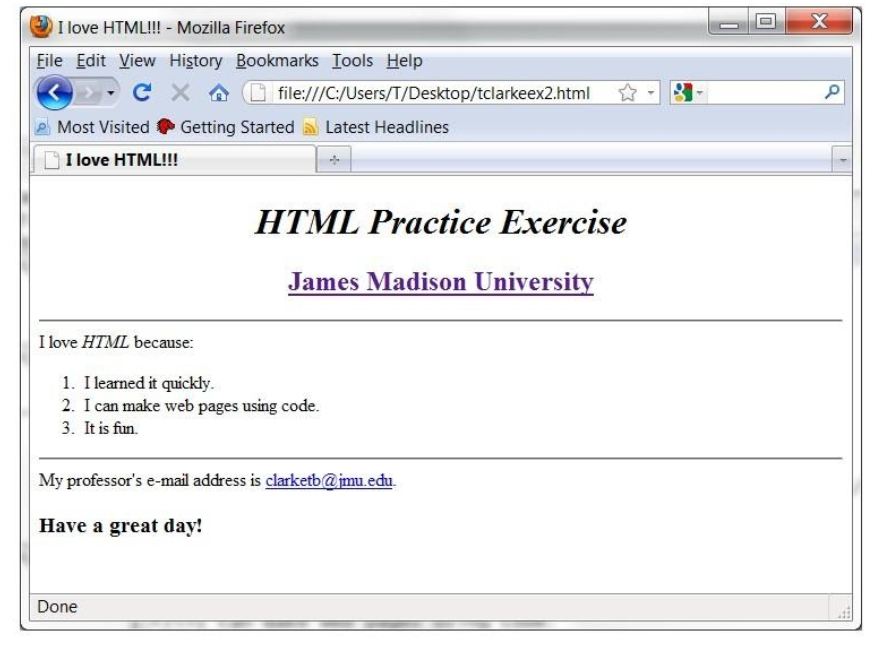 I love HTML!!! - Mozilla Firefox
File Edit View History Bookmarks Tools Help
file:///C:/Users/T/Desktop/tclarkeex2.html
Most Visited Getting Started Latest Headlines
I love HTML!!!
HTML Practice Exercise
James Madison University
I love HTML because:
1. I learned it quickly.
2. I can make web pages using code.
3. It is fun.
My professor's e-mail address is clarketb@jmu.edu.
Have a great day!
Done